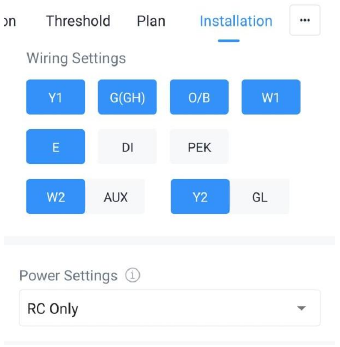 on Threshold Plan Installation ...
Wiring Settings
Y1 G(GH) O/B W1
E DI PEK
W2 AUX Y2 GL
Power Settings
RC Only